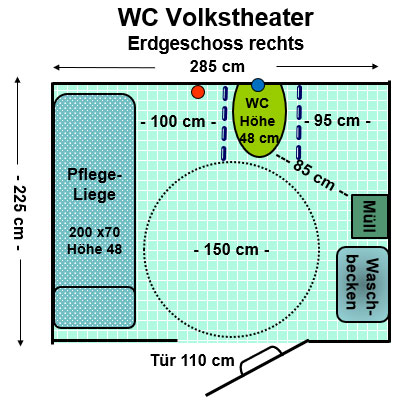 WC Volkstheater
Erdgeschoss rechts
285 cm
- 225 cm -
- 100 cm -
WC
Höhe
48 cm
- 95 cm -
-- 85 cm --
Pflege-
Liege
200 x70
Höhe 48
Müll
- 150 cm -
Wasch-
becken
Tür 110 cm